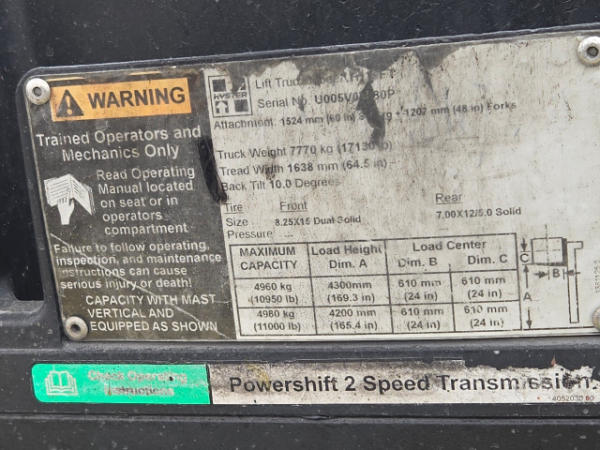 WARNING
Trained Operators and
Mechanics Only
Read Operating
Manual located
on seat or in
operators
compartment
Failure to follow operating,
inspection, and maintenance
instructions can cause
serious injury or death!
CAPACITY WITH MAST
VERTICAL AND
EQUIPPED AS SHOWN
HYSTER
Lift Truck
Serial No.
Attachment: 1524 mm (60 in) + 1207 mm (48 in) Forks
Truck Weight 7770 kg (17130 lb)
Tread Width 1638 mm (64.5 in)
Back Tilt 10.0 Degrees
Tire Front Rear
Size 8.25X15 Dual Solid 7.00X12/5.0 Solid
Pressure
MAXIMUM CAPACITY Load Height Dim. A Load Center Dim. B Dim. C
4960 kg (10950 lb) 4300mm (169.3 in) 610 mm (24 in) 610 mm (24 in)
4980 kg (11000 lb) 4200 mm (165.4 in) 610 mm (24 in) 610 mm (24 in)
C
B
A
Powershift 2 Speed Transmission.